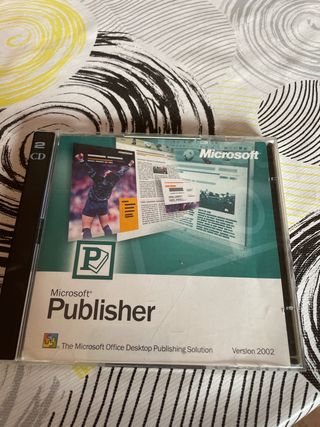 2
CD
Microsoft
P
Microsoft®
Publisher
The Microsoft Office Desktop Publishing Solution
Version 2002